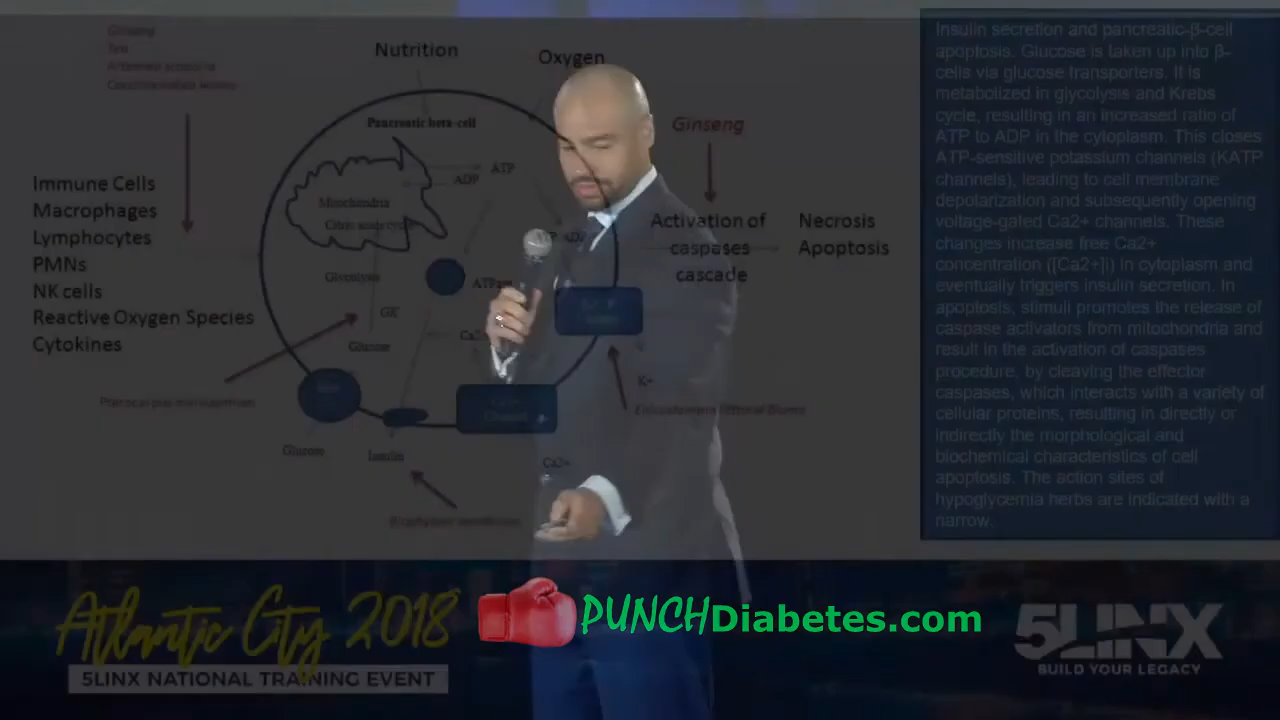 Ginseng
Tea
Nutrition
Oxygen
Pancreatic beta-cell
Ginseng
ATP
ADP
Immune Cells
Macrophages
Lymphocytes
PMNs
NK cells
Reactive Oxygen Species
Cytokines
Mitochondria
Citric acid cycle
Activation of
caspases
cascade
Necrosis
Apoptosis
Glycolysis
ATPase
GK
Glucose
K+
Channel
Glucose
Insulin
Ca2+
Insulin secretion and pancreatic-β-cell
apoptosis. Glucose is taken up into β-
cells via glucose transporters. It is
metabolized in glycolysis and Krebs
cycle, resulting in an increased ratio of
ATP to ADP in the cytoplasm. This closes
ATP-sensitive potassium channels (KATP
channels), leading to cell membrane
depolarization and subsequently opening
voltage-gated Ca2+ channels. These
changes increase free Ca2+
concentration ([Ca2+]i) in cytoplasm and
eventually triggers insulin secretion. In
apoptosis, stimuli promotes the release of
caspase activators from mitochondria and
result in the activation of caspases
procedure, by cleaving the effector
caspases, which interacts with a variety of
cellular proteins, resulting in directly or
indirectly the morphological and
biochemical characteristics of cell
apoptosis. The action sites of
hypoglycemia herbs are indicated with a
narrow.
Atlantic City 2018
5LINX NATIONAL TRAINING EVENT
PUNCHDiabetes.com
5LINX
BUILD YOUR LEGACY